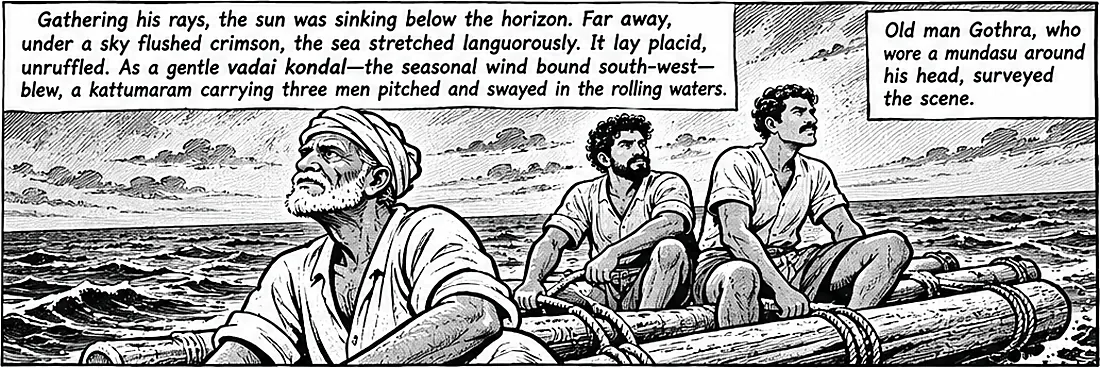 Gathering his rays, the sun was sinking below the horizon. Far away,
under a sky flushed crimson, the sea stretched languorously. It lay placid,
unruffled. As a gentle vadai kondal—the seasonal wind bound south-west—
blew, a kattumaram carrying three men pitched and swayed in the rolling waters.
Old man Gothra, who
wore a mundasu around
his head, surveyed
the scene.